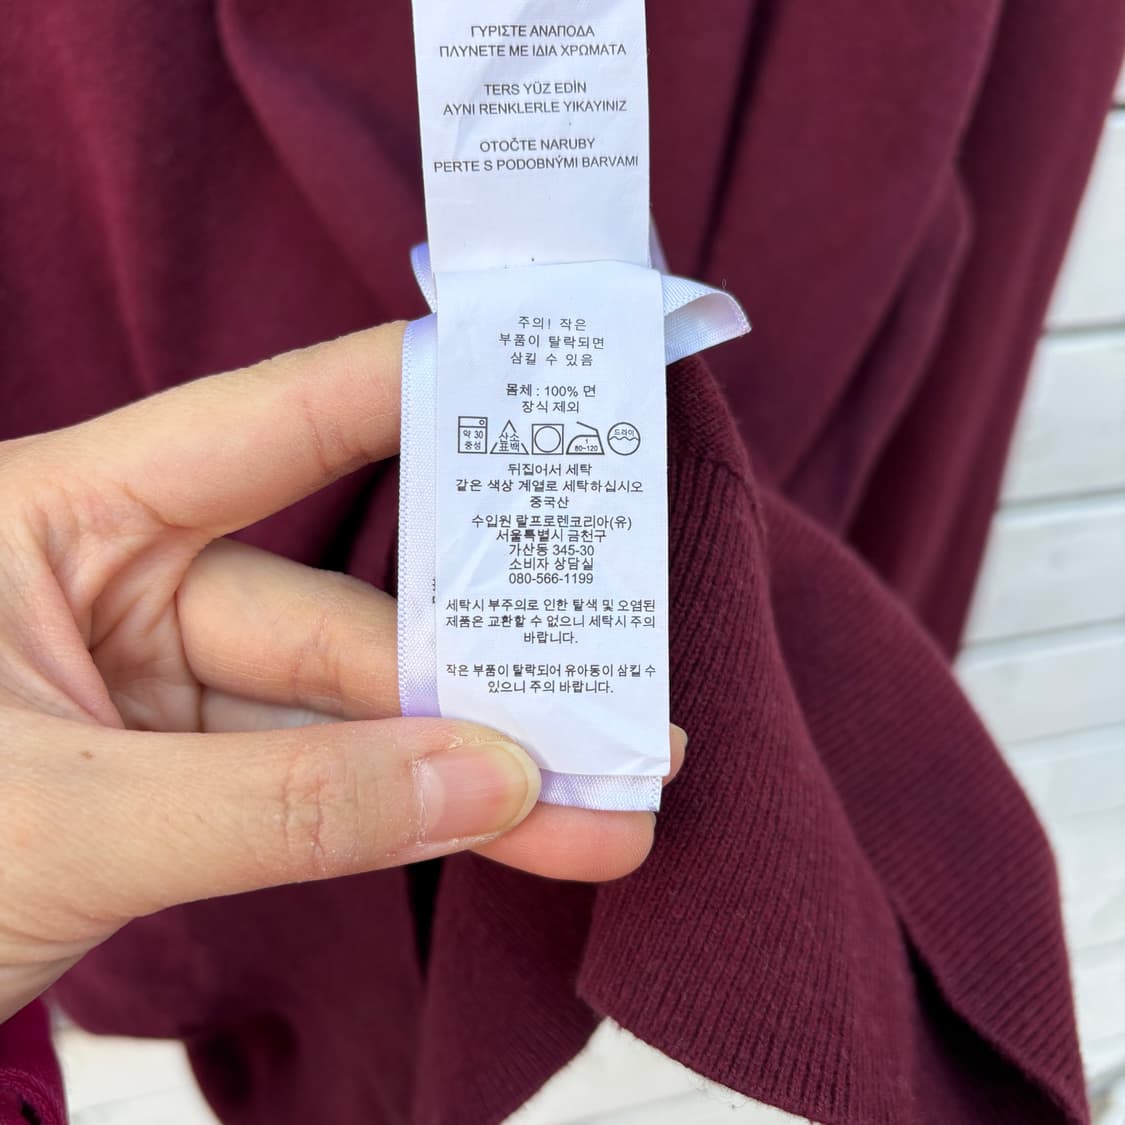 ΓΥΡΙΣΤΕ ΑΝΑΠΟΔΑ
ΠΛΥΝΕΤΕ ΜΕ ΙΔΙΑ ΧΡΩΜΑΤΑ
TERS YÜZ EDİN
AYNI RENKLERLE YIKAYINIZ
OTOČTE NARUBY
PERTE S PODOBNÝMI BARVAMI
주의! 작은
부품이 탈락되면
삼킬 수 있음
몸체 : 100% 면
장식 제외
약 30
중성
산소
표백
1
80~120
드라이
뒤집어서 세탁
같은 색상 계열로 세탁하십시오
중국산
수입원 랄프로렌코리아(유)
서울특별시 금천구
가산동 345-30
소비자 상담실
080-566-1199
세탁시 부주의로 인한 탈색 및 오염된
제품은 교환할 수 없으니 세탁시 주의
바랍니다.
작은 부품이 탈락되어 유아동이 삼킬 수
있으니 주의 바랍니다.